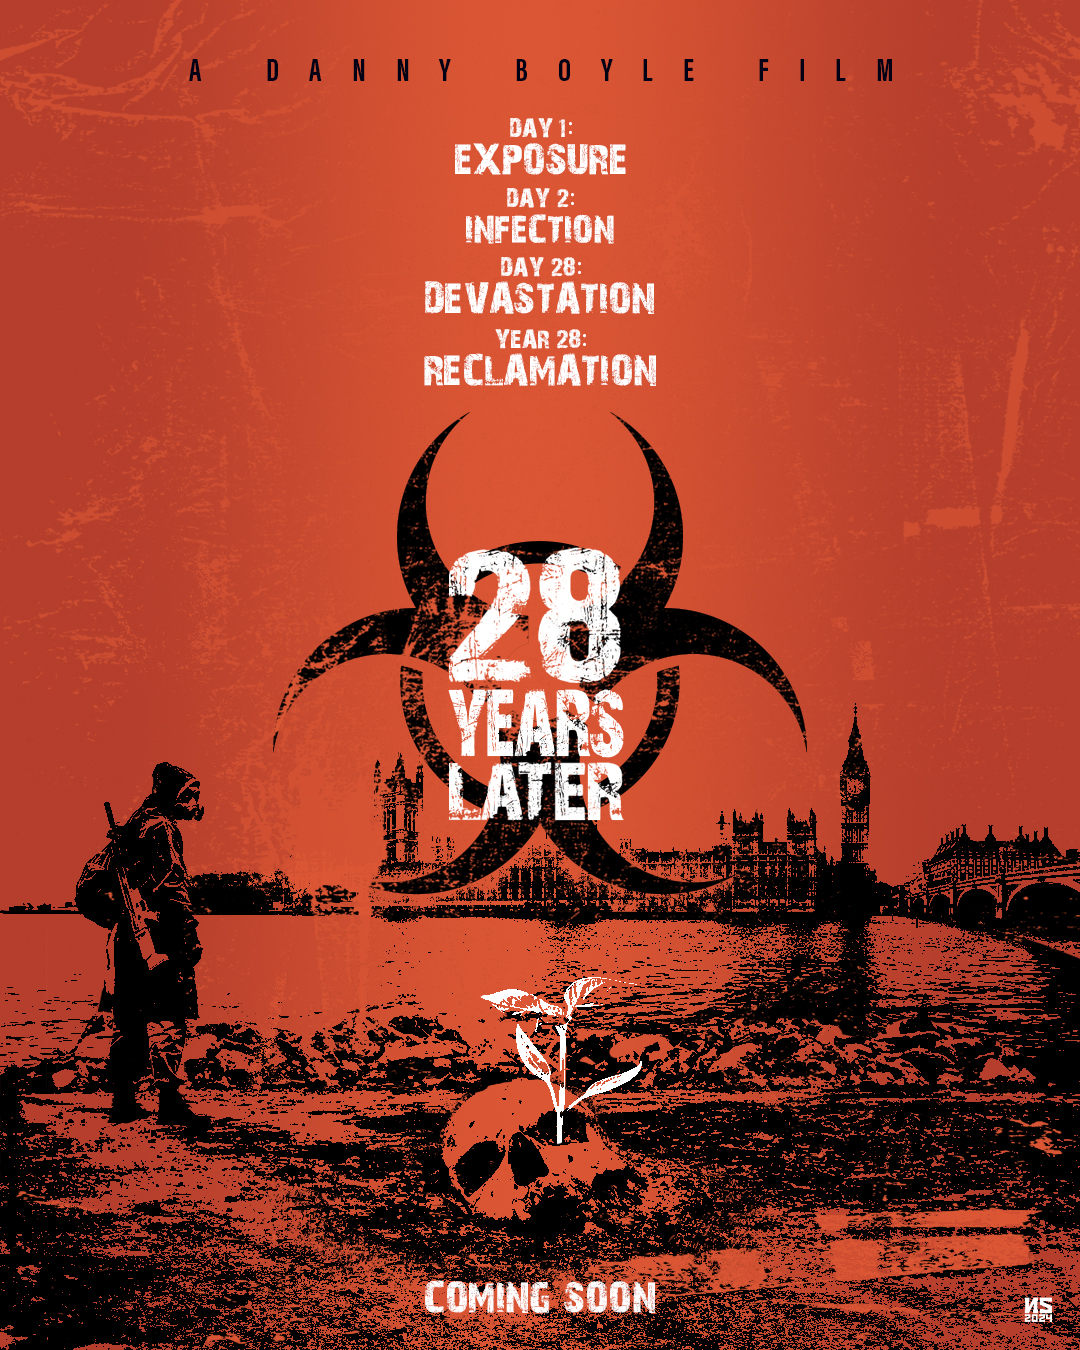 A DANNY BOYLE FILM
DAY 1:
EXPOSURE
DAY 2:
INFECTION
DAY 28:
DEVASTATION
YEAR 28:
RECLAMATION
28
YEARS
LATER
COMING SOON
NS
2024